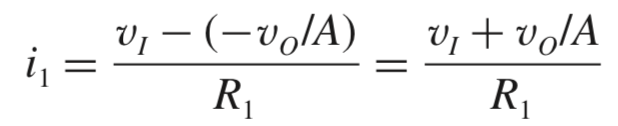 i₁ = (v_I − (−v_O/A)) / R₁ = (v_I + v_O/A) / R₁